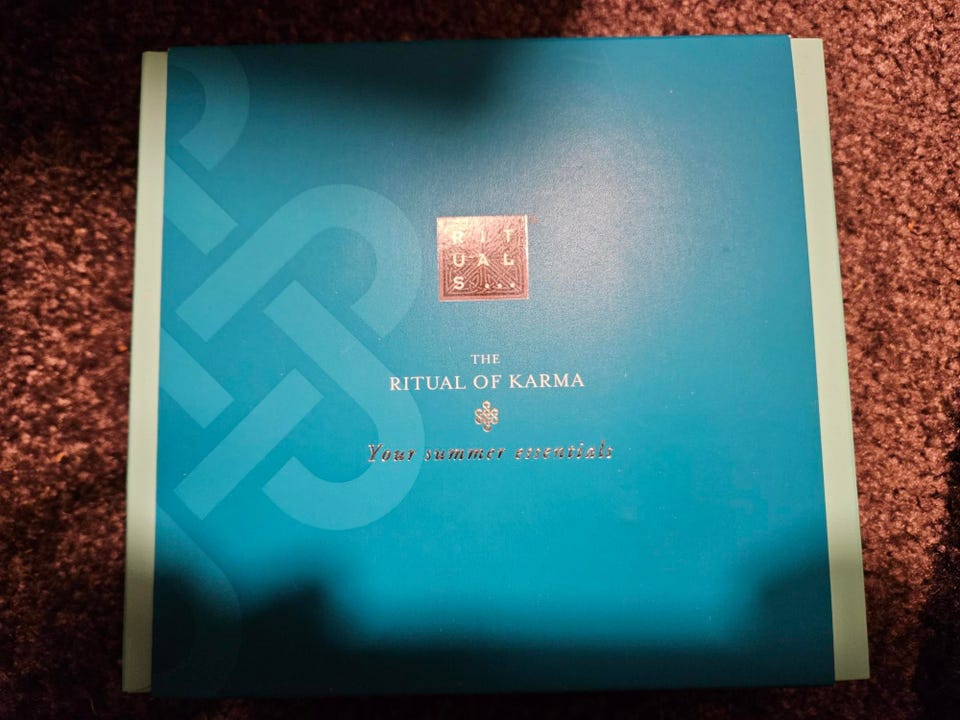 RIT
UAL
S...
THE
RITUAL OF KARMA
Your summer essentials